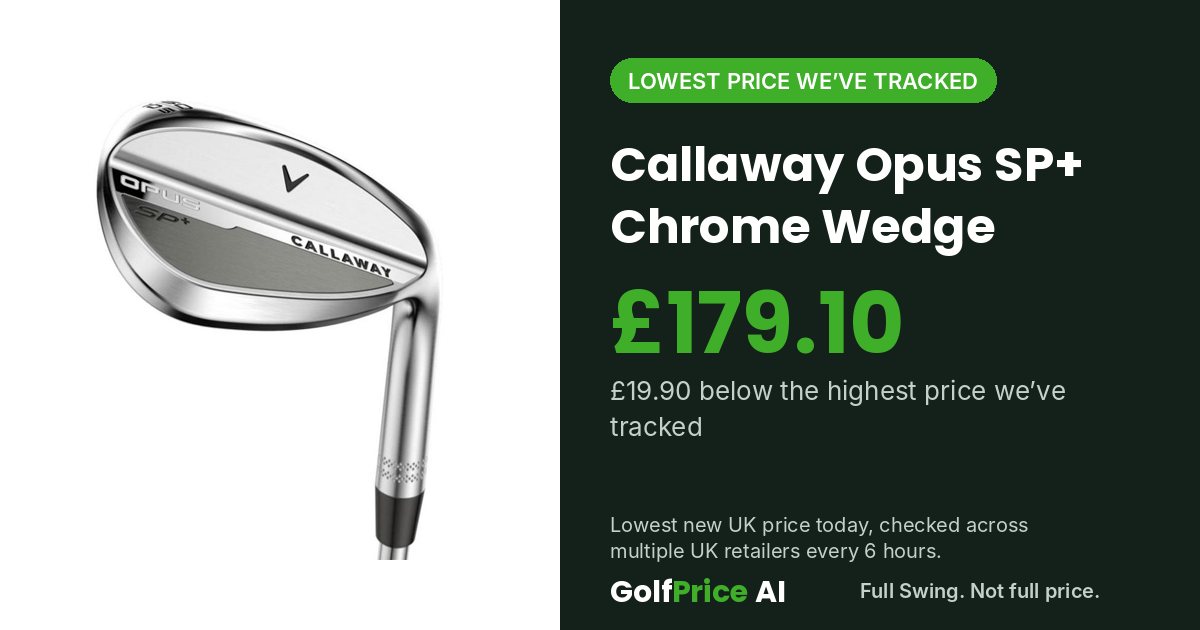 OPUS
SP+
CALLAWAY
LOWEST PRICE WE’VE TRACKED
Callaway Opus SP+
Chrome Wedge
£179.10
£19.90 below the highest price we’ve
tracked
Lowest new UK price today, checked across
multiple UK retailers every 6 hours.
GolfPrice AI
Full Swing. Not full price.